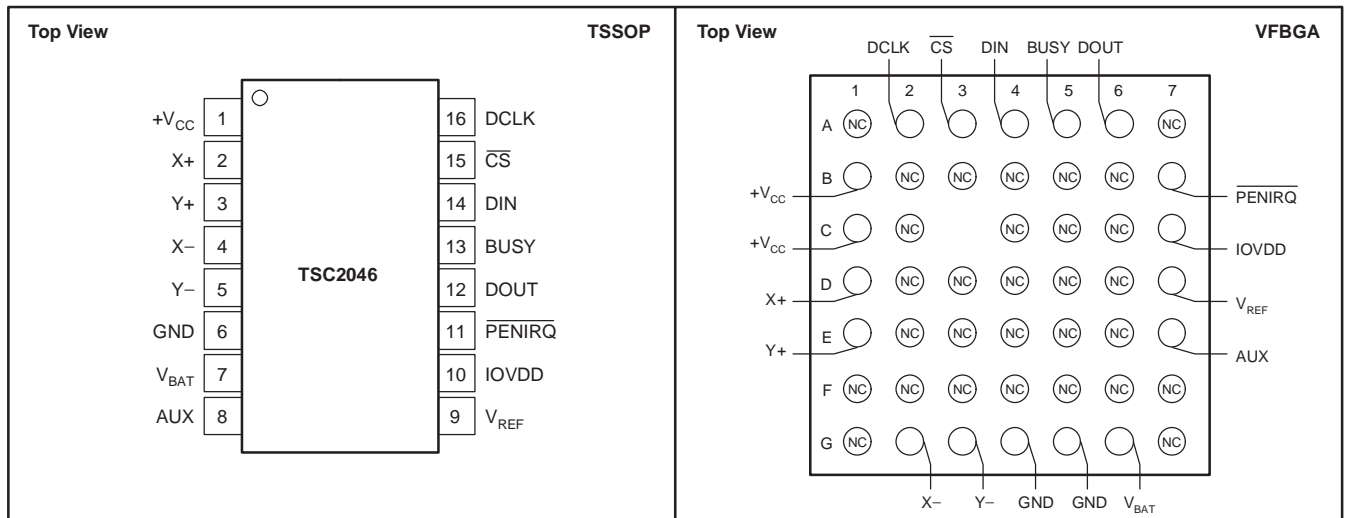 Top View TSSOP
+VCC 1 16 DCLK
X+ 2 15 CS
Y+ 3 14 DIN
X− 4 13 BUSY
TSC2046
Y− 5 12 DOUT
GND 6 11 PENIRQ
VBAT 7 10 IOVDD
AUX 8 9 VREF
Top View VFBGA
DCLK CS DIN BUSY DOUT
1 2 3 4 5 6 7
A NC NC
B NC NC NC NC NC
+VCC PENIRQ
C NC NC NC NC
+VCC IOVDD
D NC NC NC NC NC
X+ VREF
E NC NC NC NC NC
Y+ AUX
F NC NC NC NC NC NC NC
G NC NC
X− Y− GND GND VBAT